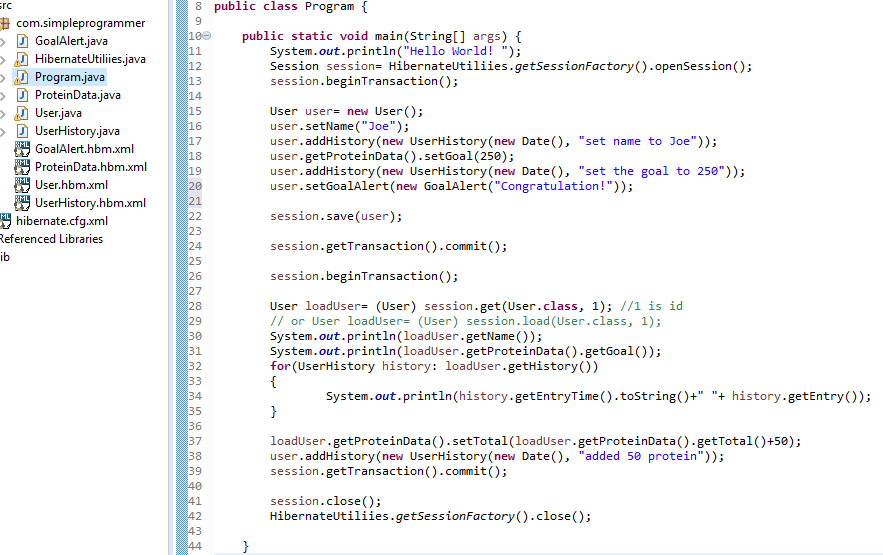 src
com.simpleprogrammer
GoalAlert.java
HibernateUtiliies.java
Program.java
ProteinData.java
User.java
UserHistory.java
GoalAlert.hbm.xml
ProteinData.hbm.xml
User.hbm.xml
UserHistory.hbm.xml
hibernate.cfg.xml
Referenced Libraries
lib
8 public class Program {
9
10 public static void main(String[] args) {
11 System.out.println("Hello World! ");
12 Session session= HibernateUtiliies.getSessionFactory().openSession();
13 session.beginTransaction();
14
15 User user= new User();
16 user.setName("Joe");
17 user.addHistory(new UserHistory(new Date(), "set name to Joe"));
18 user.getProteinData().setGoal(250);
19 user.addHistory(new UserHistory(new Date(), "set the goal to 250"));
20 user.setGoalAlert(new GoalAlert("Congratulation!"));
21
22 session.save(user);
23
24 session.getTransaction().commit();
25
26 session.beginTransaction();
27
28 User loadUser= (User) session.get(User.class, 1); //1 is id
29 // or User loadUser= (User) session.load(User.class, 1);
30 System.out.println(loadUser.getName());
31 System.out.println(loadUser.getProteinData().getGoal());
32 for(UserHistory history: loadUser.getHistory())
33 {
34 System.out.println(history.getEntryTime().toString()+" "+ history.getEntry());
35 }
36
37 loadUser.getProteinData().setTotal(loadUser.getProteinData().getTotal()+50);
38 user.addHistory(new UserHistory(new Date(), "added 50 protein"));
39 session.getTransaction().commit();
40
41 session.close();
42 HibernateUtiliies.getSessionFactory().close();
43
44 }